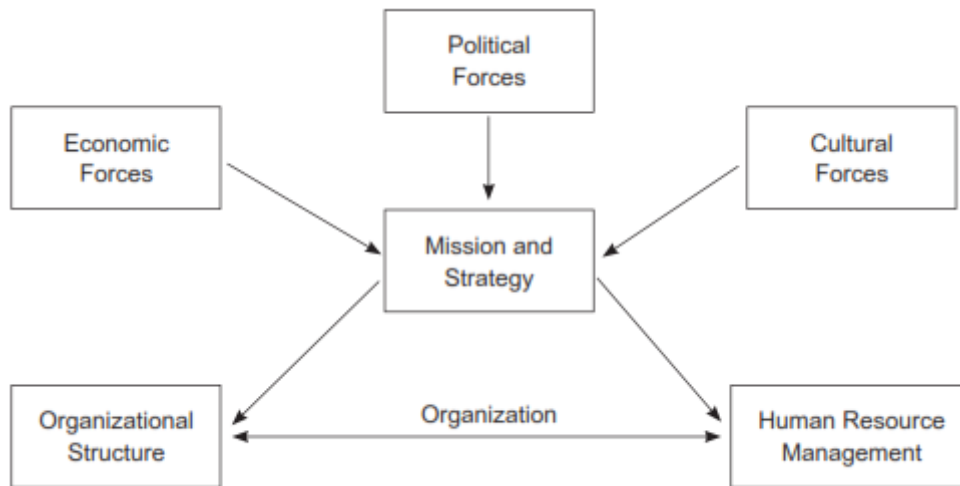 Political
Forces
Economic
Forces
Cultural
Forces
Mission and
Strategy
Organizational
Structure
Organization
Human Resource
Management